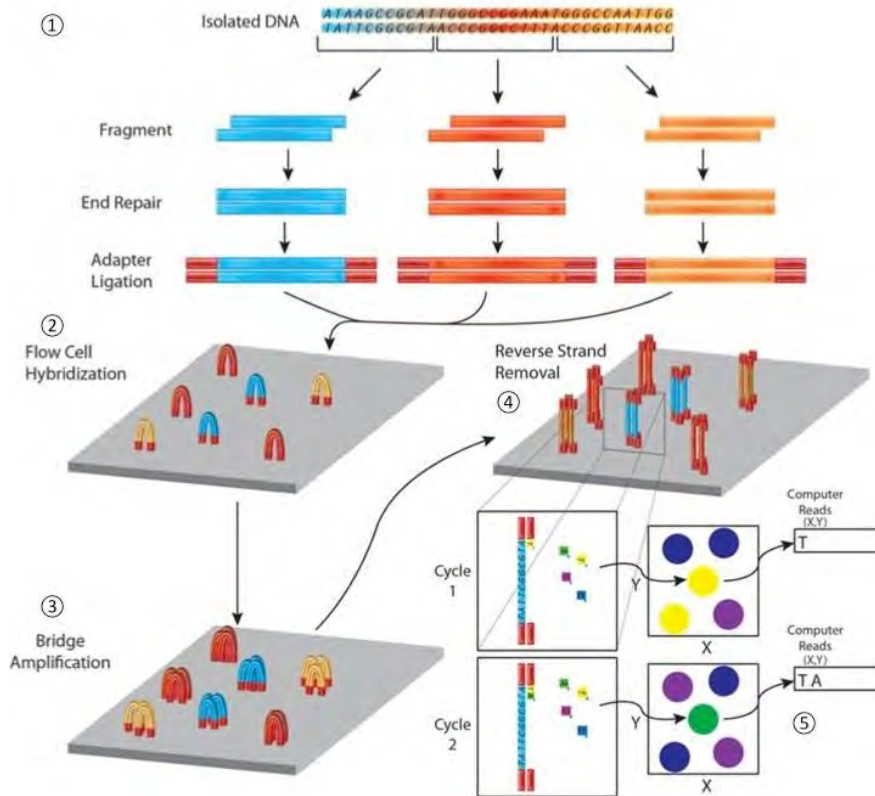 ①
Isolated DNA
ATAAGCCGCATTGGGCCGGAAATGGGCCAATTGG
Fragment
End Repair
Adapter
Ligation
②
Flow Cell
Hybridization
Reverse Strand
Removal
④
Computer
Reads
(X,Y)
T
Cycle
1
Y
X
③
Bridge
Amplification
Computer
Reads
(X,Y)
T A
Cycle
2
Y
⑤
X